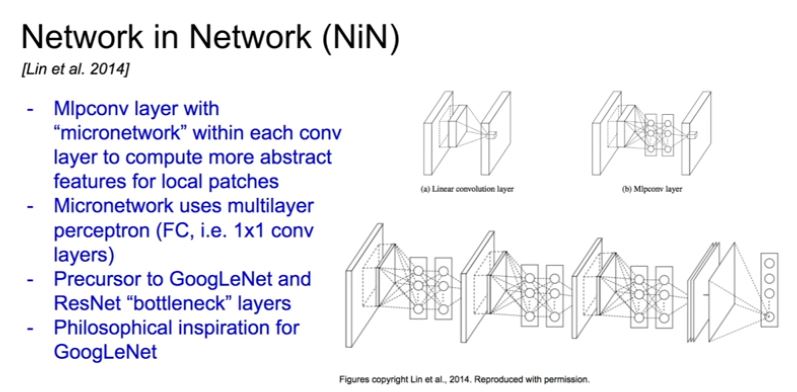 Network in Network (NiN)
[Lin et al. 2014]
- Mlpconv layer with
“micronetwork” within each conv
layer to compute more abstract
features for local patches
- Micronetwork uses multilayer
perceptron (FC, i.e. 1x1 conv
layers)
- Precursor to GoogLeNet and
ResNet “bottleneck” layers
- Philosophical inspiration for
GoogLeNet
(a) Linear convolution layer
(b) Mlpconv layer
Figures copyright Lin et al., 2014. Reproduced with permission.